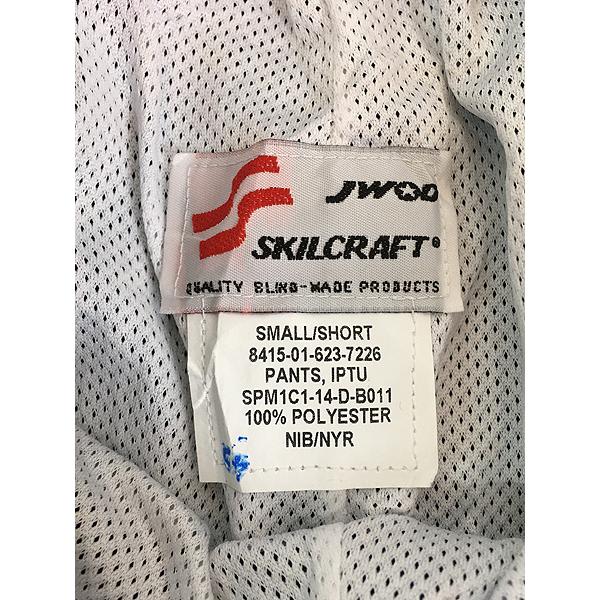 JWOD
SKILCRAFT®
QUALITY BLIND-MADE PRODUCTS
SMALL/SHORT
8415-01-623-7226
PANTS, IPTU
SPM1C1-14-D-B011
100% POLYESTER
NIB/NYR